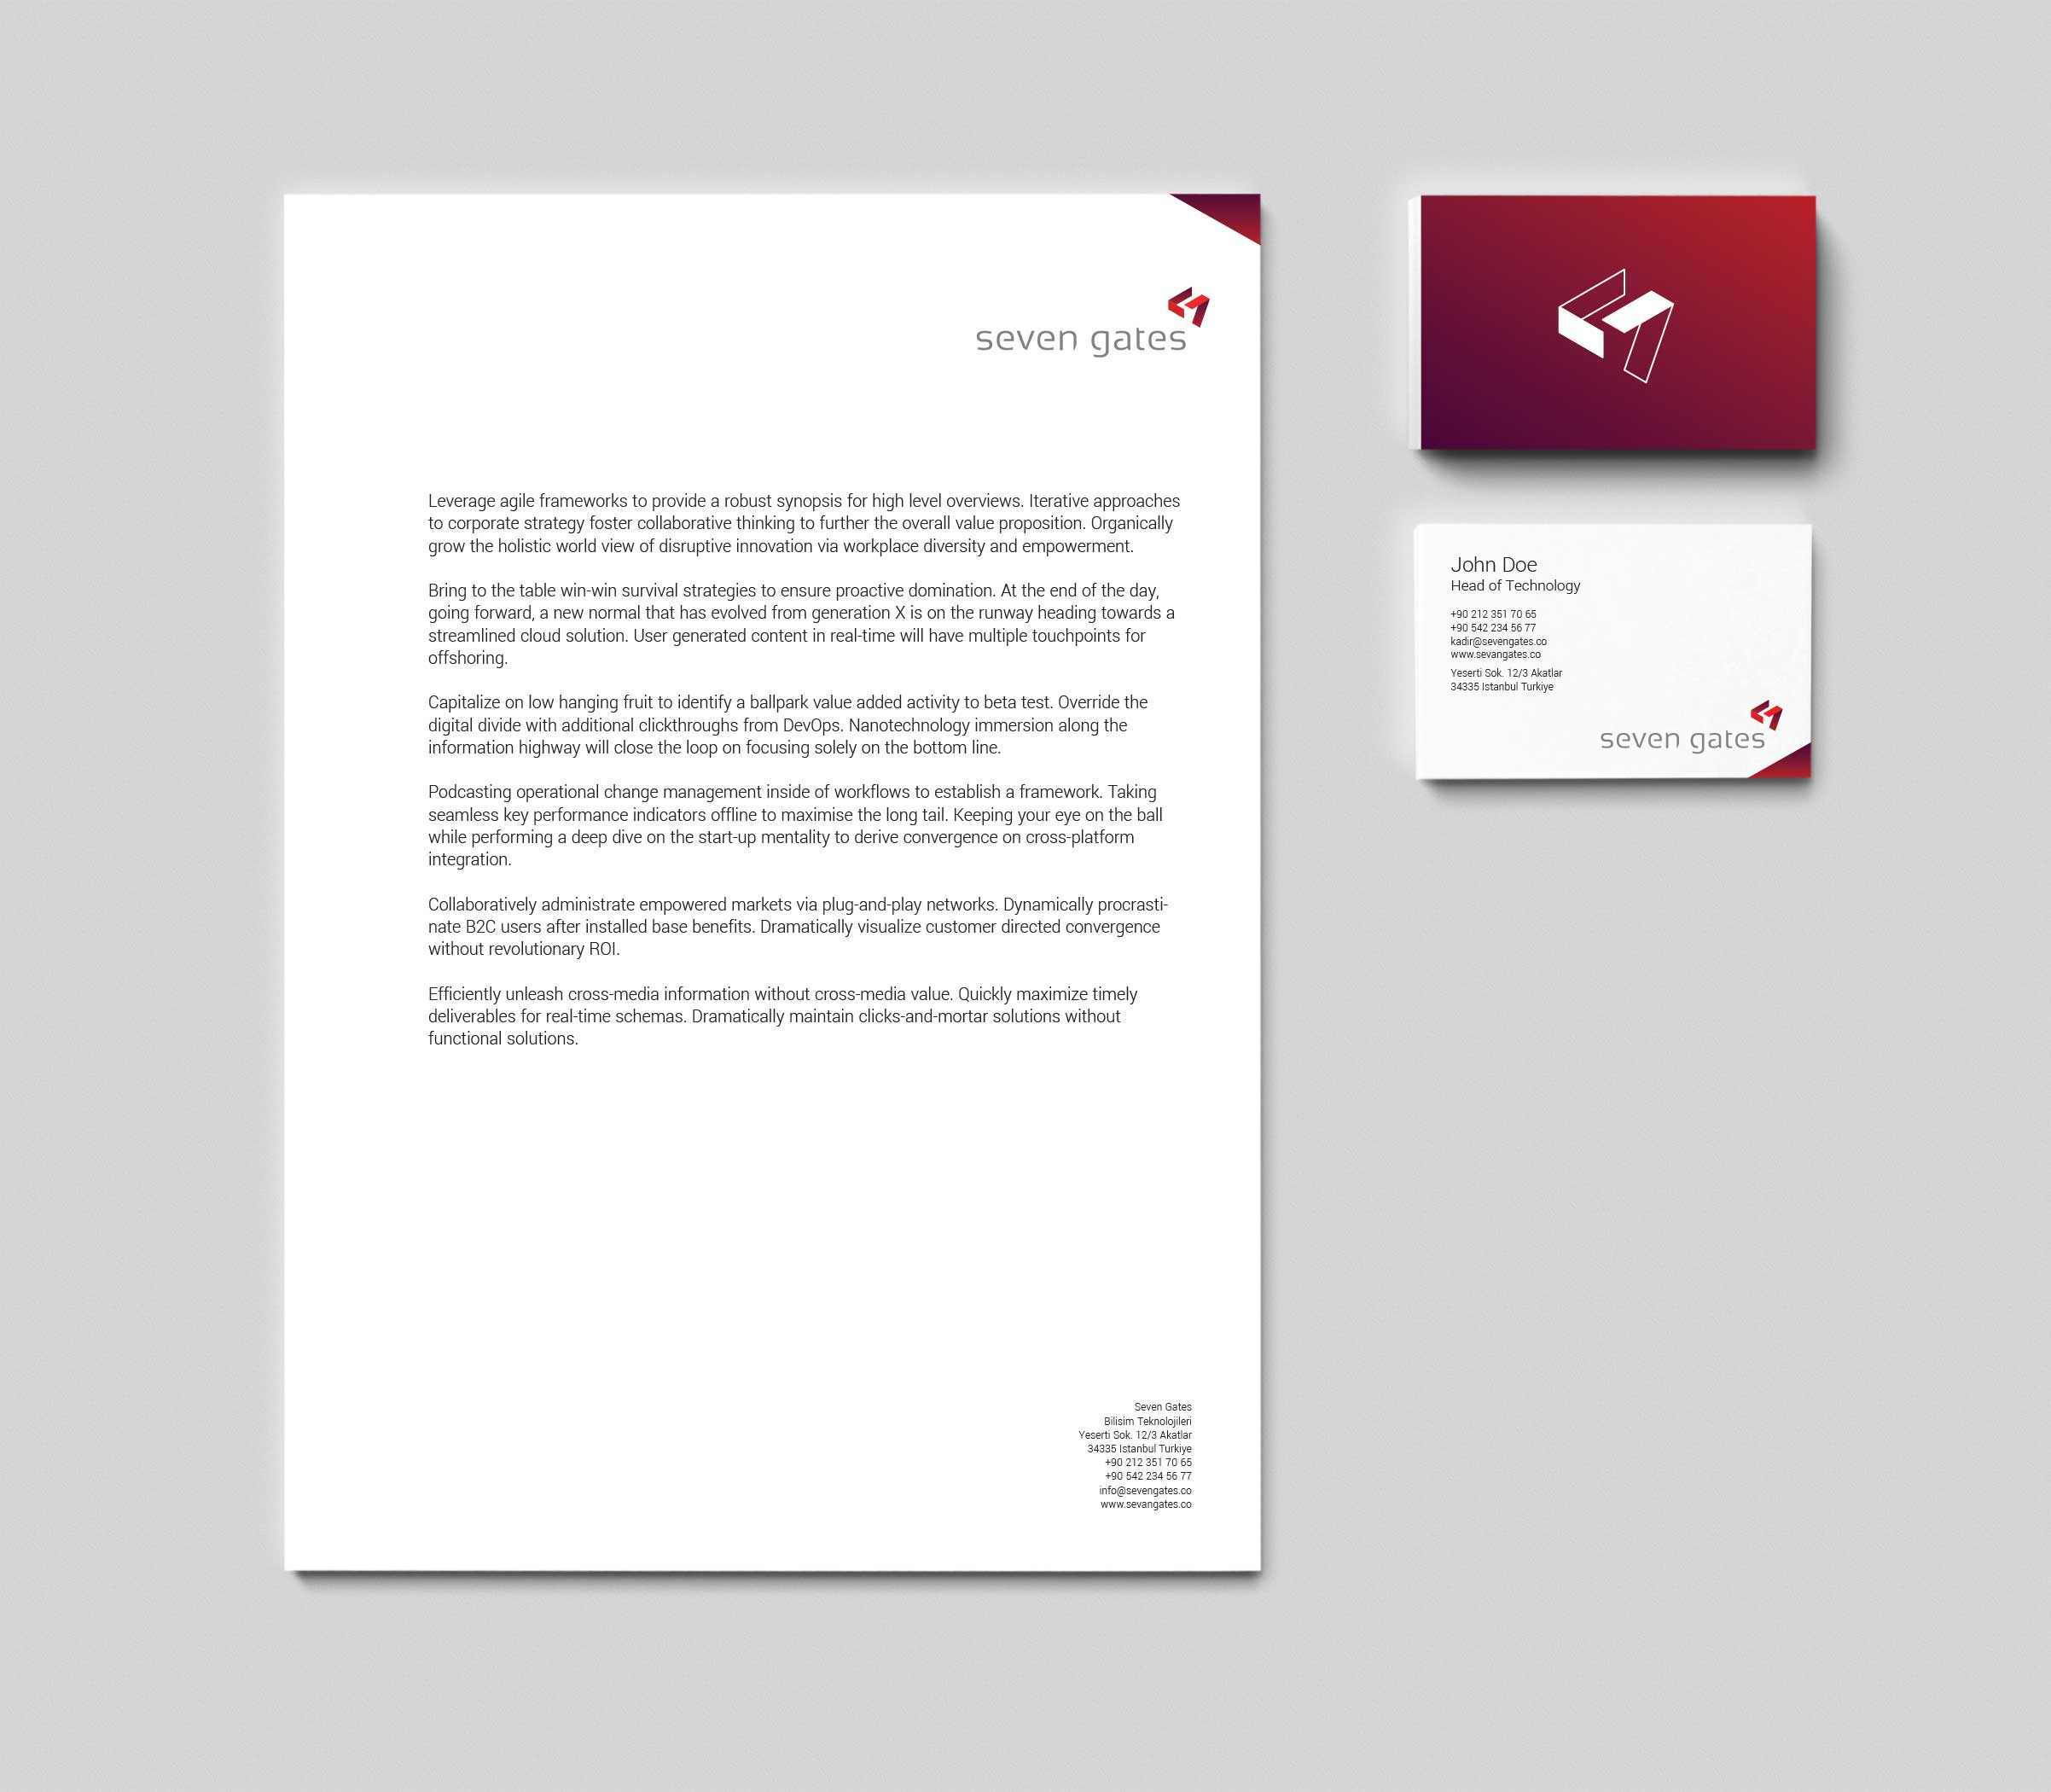 seven gates
Leverage agile frameworks to provide a robust synopsis for high level overviews. Iterative approaches
to corporate strategy foster collaborative thinking to further the overall value proposition. Organically
grow the holistic world view of disruptive innovation via workplace diversity and empowerment.
Bring to the table win-win survival strategies to ensure proactive domination. At the end of the day,
going forward, a new normal that has evolved from generation X is on the runway heading towards a
streamlined cloud solution. User generated content in real-time will have multiple touchpoints for
offshoring.
Capitalize on low hanging fruit to identify a ballpark value added activity to beta test. Override the
digital divide with additional clickthroughs from DevOps. Nanotechnology immersion along the
information highway will close the loop on focusing solely on the bottom line.
Podcasting operational change management inside of workflows to establish a framework. Taking
seamless key performance indicators offline to maximise the long tail. Keeping your eye on the ball
while performing a deep dive on the start-up mentality to derive convergence on cross-platform
integration.
Collaboratively administrate empowered markets via plug-and-play networks. Dynamically procrasti-
nate B2C users after installed base benefits. Dramatically visualize customer directed convergence
without revolutionary ROI.
Efficiently unleash cross-media information without cross-media value. Quickly maximize timely
deliverables for real-time schemas. Dramatically maintain clicks-and-mortar solutions without
functional solutions.
Seven Gates
Bilisim Teknolojileri
Yeserti Sok. 12/3 Akatlar
34335 Istanbul Turkiye
+90 212 351 70 65
+90 542 234 56 77
info@sevengates.co
www.sevangates.co
John Doe
Head of Technology
+90 212 351 70 65
+90 542 234 56 77
kadir@sevengates.co
www.sevangates.co
Yeserti Sok. 12/3 Akatlar
34335 Istanbul Turkiye
seven gates